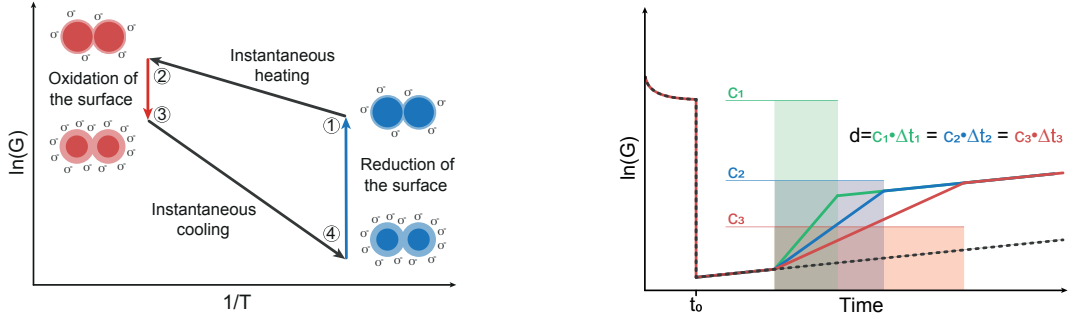 ln(G)
σ⁻ σ⁻
σ⁻ σ⁻
Oxidation of
the surface
②
③
σ⁻ σ⁻ σ⁻ σ⁻
σ⁻ σ⁻
σ⁻ σ⁻
σ⁻ σ⁻ σ⁻ σ⁻
Instantaneous
heating
①
σ⁻ σ⁻
σ⁻ σ⁻
Reduction of
the surface
Instantaneous
cooling
④
σ⁻ σ⁻ σ⁻ σ⁻
σ⁻ σ⁻
σ⁻ σ⁻
σ⁻ σ⁻ σ⁻ σ⁻
1/T
ln(G)
C₁
d=c₁•Δt₁ = c₂•Δt₂ = c₃•Δt₃
C₂
C₃
t₀
Time